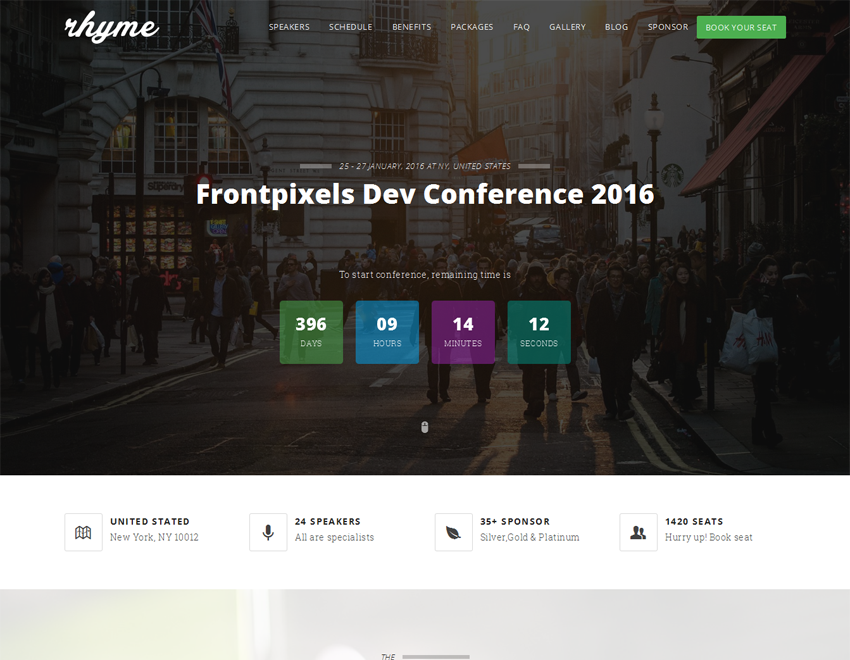 rhyme
SPEAKERS SCHEDULE BENEFITS PACKAGES FAQ GALLERY BLOG SPONSOR BOOK YOUR SEAT
25 - 27 JANUARY, 2016 AT NY, UNITED STATES
Frontpixels Dev Conference 2016
To start conference, remaining time is
396 09 14 12
DAYS HOURS MINUTES SECONDS
UNITED STATED 24 SPEAKERS 35+ SPONSOR 1420 SEATS
New York, NY 10012 All are specialists Silver,Gold & Platinum Hurry up! Book seat
THE